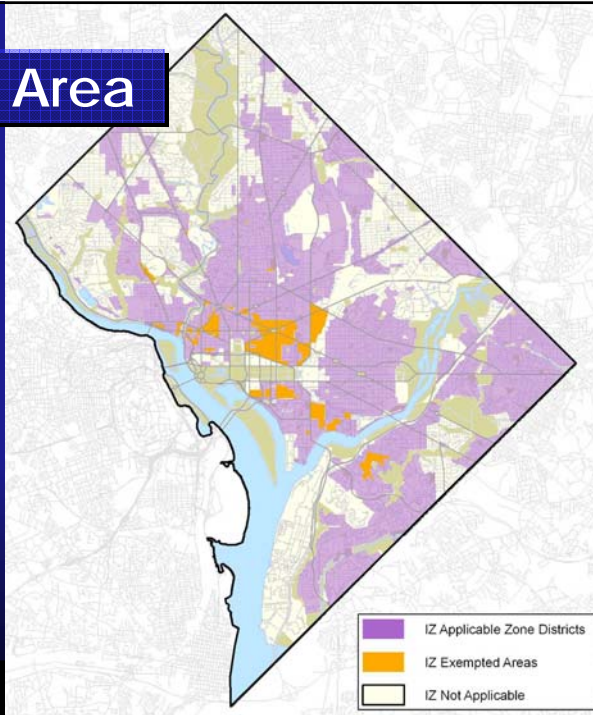 Area
IZ Applicable Zone Districts
IZ Exempted Areas
IZ Not Applicable